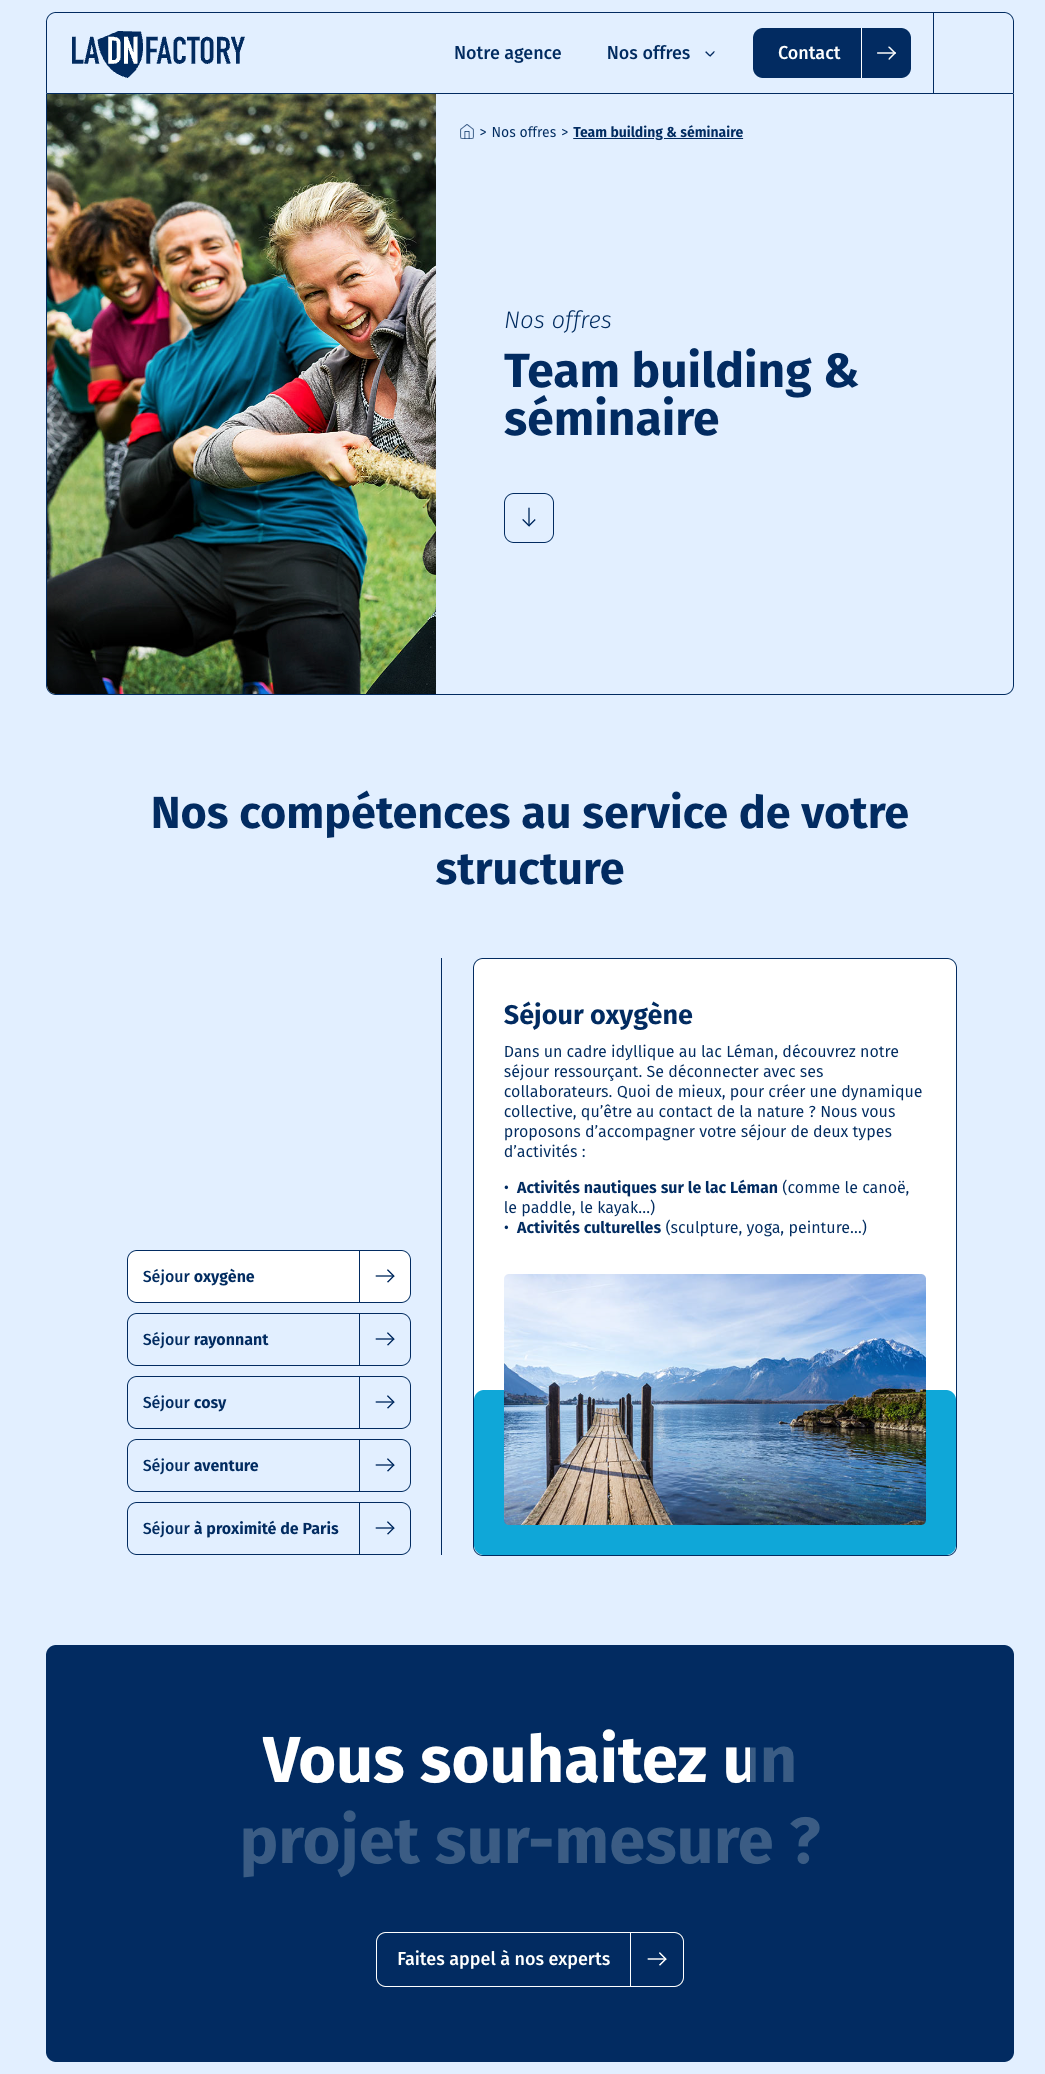 LA DN FACTORY
Notre agence
Nos offres
Contact
> Nos offres > Team building & séminaire
Nos offres
Team building &
séminaire
Nos compétences au service de votre
structure
Séjour oxygène
Séjour rayonnant
Séjour cosy
Séjour aventure
Séjour à proximité de Paris
Séjour oxygène
Dans un cadre idyllique au lac Léman, découvrez notre
séjour ressourçant. Se déconnecter avec ses
collaborateurs. Quoi de mieux, pour créer une dynamique
collective, qu’être au contact de la nature ? Nous vous
proposons d’accompagner votre séjour de deux types
d’activités :
• Activités nautiques sur le lac Léman (comme le canoë,
le paddle, le kayak...)
• Activités culturelles (sculpture, yoga, peinture...)
Vous souhaitez un
projet sur-mesure ?
Faites appel à nos experts